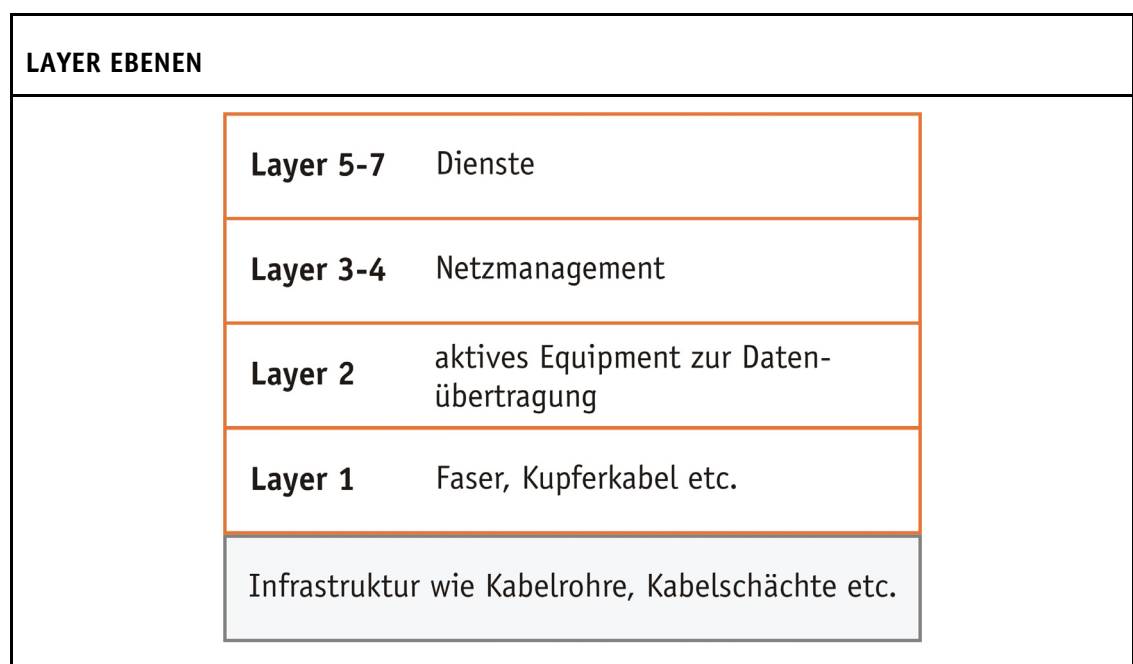 LAYER EBENEN
Layer 5-7 Dienste
Layer 3-4 Netzmanagement
Layer 2 aktives Equipment zur Daten-
übertragung
Layer 1 Faser, Kupferkabel etc.
Infrastruktur wie Kabelrohre, Kabelschächte etc.